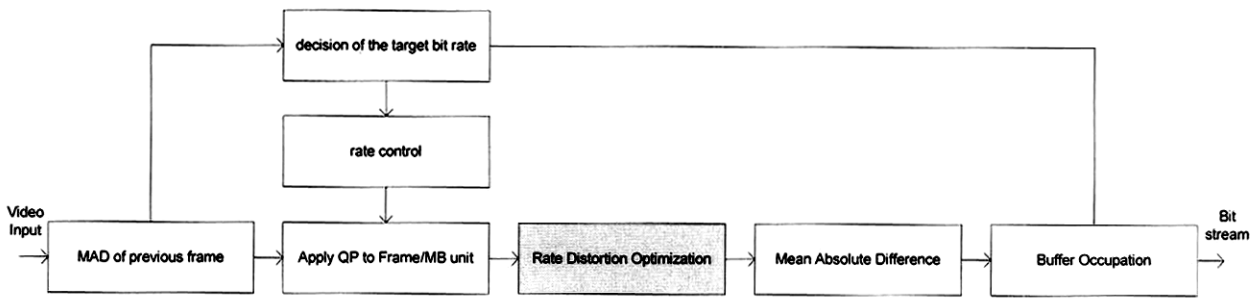 decision of the target bit rate
rate control
Video
Input
MAD of previous frame
Apply QP to Frame/MB unit
Rate Distortion Optimization
Mean Absolute Difference
Buffer Occupation
Bit
stream